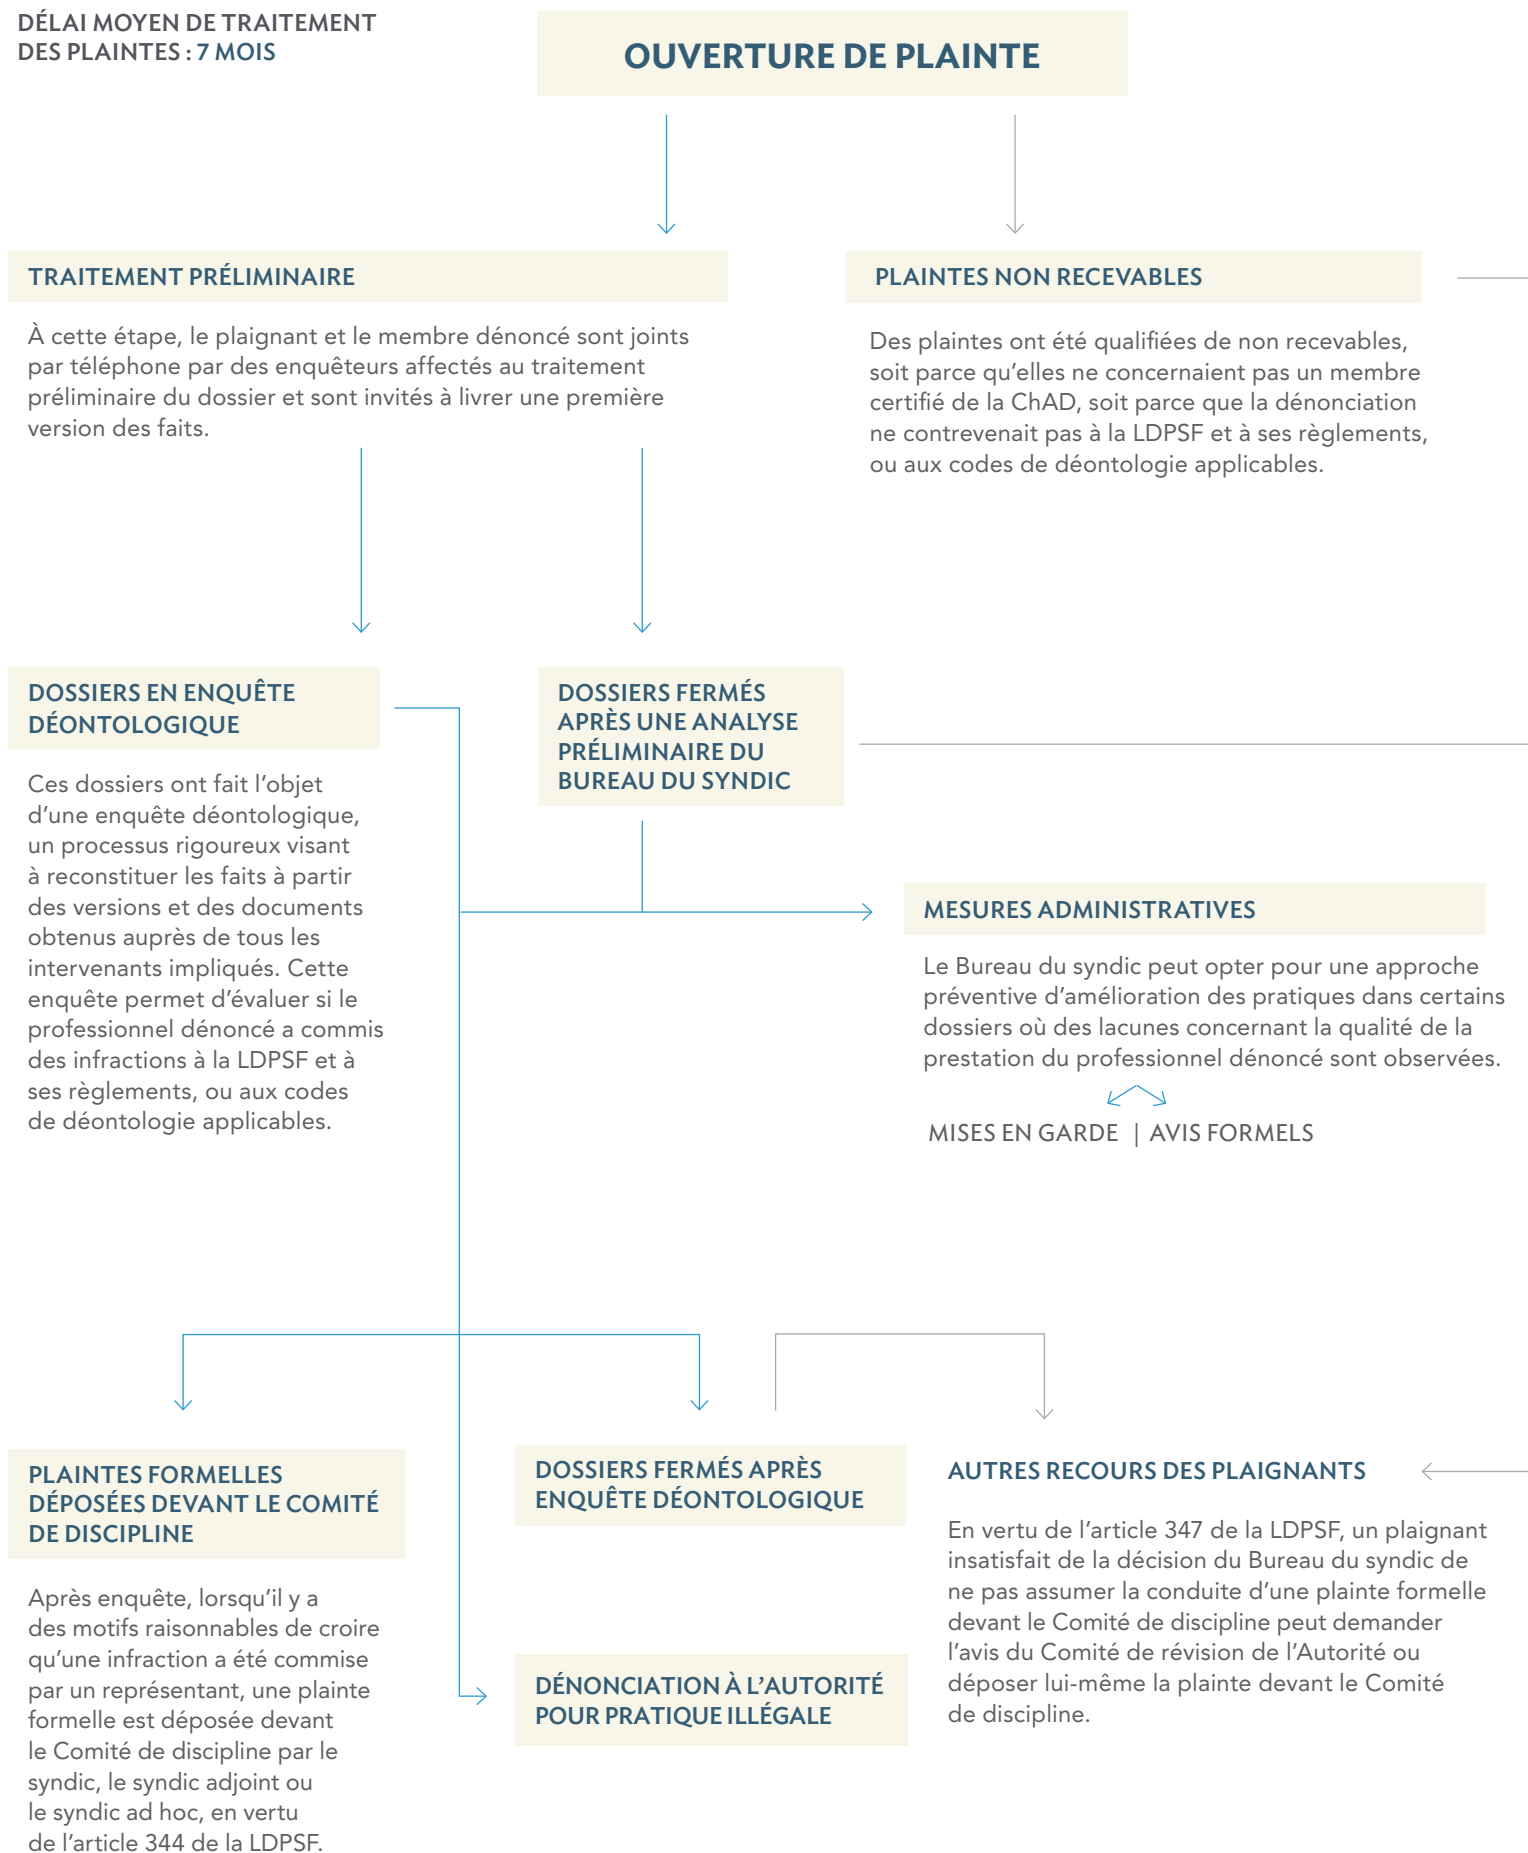 DÉLAI MOYEN DE TRAITEMENT
DES PLAINTES : 7 MOIS
OUVERTURE DE PLAINTE
TRAITEMENT PRÉLIMINAIRE
À cette étape, le plaignant et le membre dénoncé sont joints
par téléphone par des enquêteurs affectés au traitement
préliminaire du dossier et sont invités à livrer une première
version des faits.
PLAINTES NON RECEVABLES
Des plaintes ont été qualifiées de non recevables,
soit parce qu’elles ne concernaient pas un membre
certifié de la ChAD, soit parce que la dénonciation
ne contrevenait pas à la LDPSF et à ses règlements,
ou aux codes de déontologie applicables.
DOSSIERS EN ENQUÊTE
DÉONTOLOGIQUE
Ces dossiers ont fait l’objet
d’une enquête déontologique,
un processus rigoureux visant
à reconstituer les faits à partir
des versions et des documents
obtenus auprès de tous les
intervenants impliqués. Cette
enquête permet d’évaluer si le
professionnel dénoncé a commis
des infractions à la LDPSF et à
ses règlements, ou aux codes
de déontologie applicables.
DOSSIERS FERMÉS
APRÈS UNE ANALYSE
PRÉLIMINAIRE DU
BUREAU DU SYNDIC
MESURES ADMINISTRATIVES
Le Bureau du syndic peut opter pour une approche
préventive d’amélioration des pratiques dans certains
dossiers où des lacunes concernant la qualité de la
prestation du professionnel dénoncé sont observées.
MISES EN GARDE | AVIS FORMELS
PLAINTES FORMELLES
DÉPOSÉES DEVANT LE COMITÉ
DE DISCIPLINE
Après enquête, lorsqu’il y a
des motifs raisonnables de croire
qu’une infraction a été commise
par un représentant, une plainte
formelle est déposée devant
le Comité de discipline par le
syndic, le syndic adjoint ou
le syndic ad hoc, en vertu
de l’article 344 de la LDPSF.
DOSSIERS FERMÉS APRÈS
ENQUÊTE DÉONTOLOGIQUE
DÉNONCIATION À L’AUTORITÉ
POUR PRATIQUE ILLÉGALE
AUTRES RECOURS DES PLAIGNANTS
En vertu de l’article 347 de la LDPSF, un plaignant
insatisfait de la décision du Bureau du syndic de
ne pas assumer la conduite d’une plainte formelle
devant le Comité de discipline peut demander
l’avis du Comité de révision de l’Autorité ou
déposer lui-même la plainte devant le Comité
de discipline.